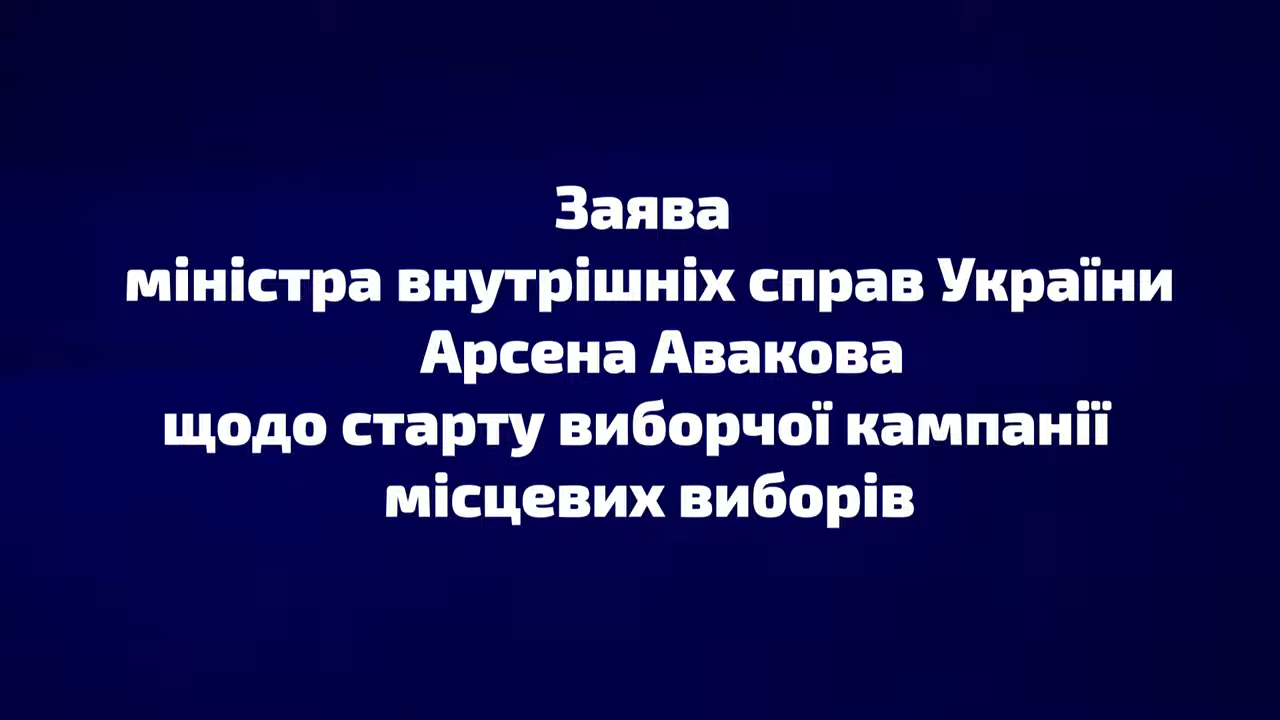 Заява
міністра внутрішніх справ України
Арсена Авакова
щодо старту виборчої кампанії
місцевих виборів